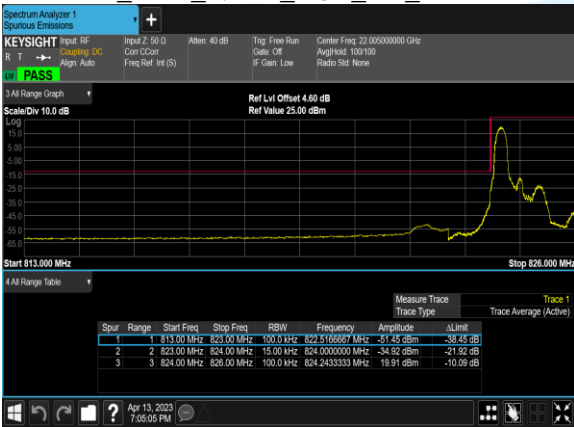 Spectrum Analyzer 1
Spurious Emissions
+
KEYSIGHT Input: RF Input Z: 50 Ω Atten: 40 dB Trig: Free Run Center Freq: 22.005000000 GHz
R T Coupling: DC Corr CCorr Gate: Off Avg|Hold: 100/100
Align: Auto Freq Ref: Int (S) IF Gain: Low Radio Std: None
PASS
3 All Range Graph Ref Lvl Offset 4.60 dB
Scale/Div 10.0 dB Ref Value 25.00 dBm
Log
15.0
5.00
-5.00
-15.0
-25.0
-35.0
-45.0
-55.0
-65.0
Start 813.000 MHz Stop 826.000 MHz
4 All Range Table
Measure Trace Trace 1
Trace Type Trace Average (Active)
Spur Range Start Freq Stop Freq RBW Frequency Amplitude ΔLimit
1 1 813.00 MHz 823.00 MHz 100.0 kHz 822.5166667 MHz -51.45 dBm -38.45 dB
2 2 823.00 MHz 824.00 MHz 15.00 kHz 824.0000000 MHz -34.92 dBm -21.92 dB
3 3 824.00 MHz 826.00 MHz 100.0 kHz 824.2433333 MHz 19.91 dBm -10.09 dB
? Apr 13, 2023
7:05:05 PM